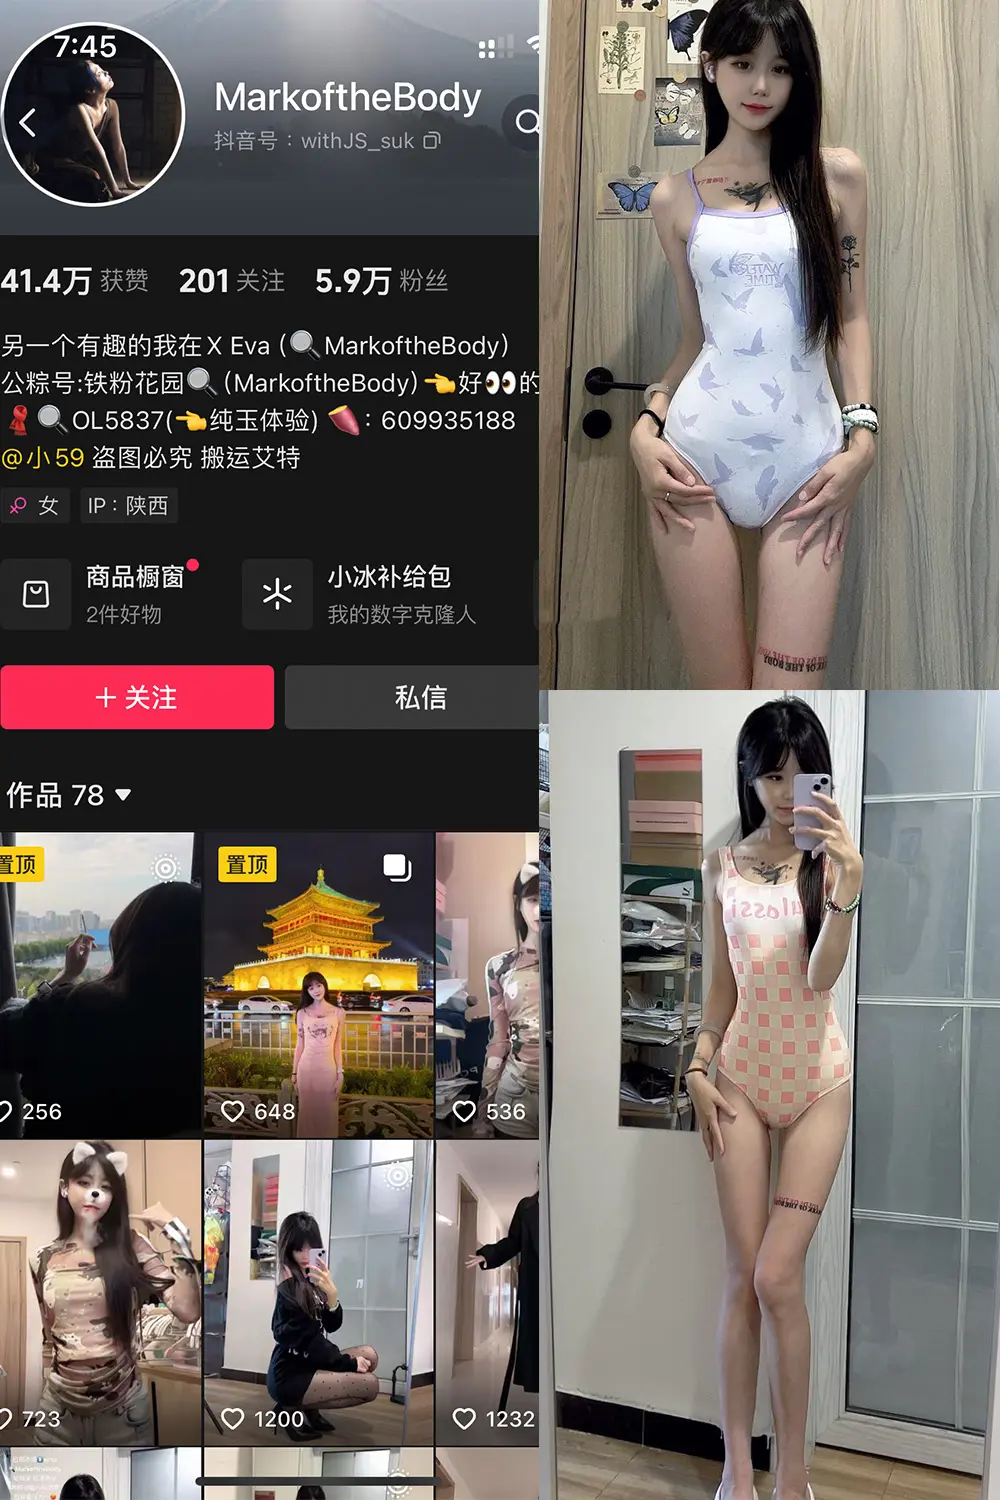 7:45
MarkoftheBody
抖音号：withJS_suk
41.4万 获赞 201 关注 5.9万 粉丝
另一个有趣的我在 X Eva (🔍 MarkoftheBody)
公粽号:铁粉花园🔍 (MarkoftheBody) 👉好👀的
🧣🔍OL5837(👉纯玉体验) 🍠: 609935188
@小59 盗图必究 搬运艾特
女 IP：陕西
商品橱窗
2件好物
小冰补给包
我的数字克隆人
+ 关注
私信
作品 78
置顶
置顶
256
648
536
723
1200
1232
WATER
TIME